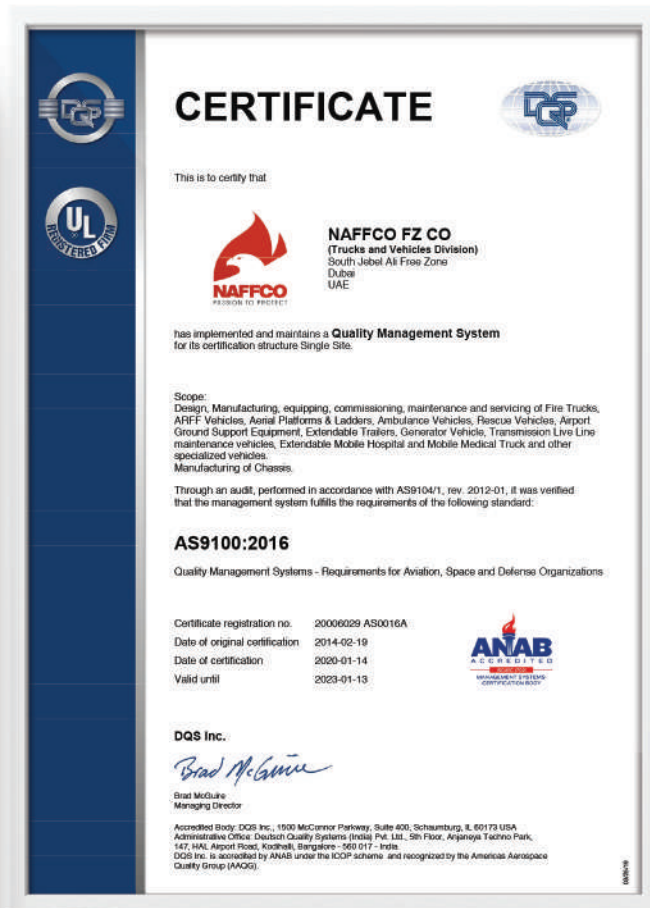 DQS
CERTIFICATE
DQS
This is to certify that
UL
REGISTERED FIRM
NAFFCO
PASSION TO PROTECT
NAFFCO FZ CO
(Trucks and Vehicles Division)
South Jebel Ali Free Zone
Dubai
UAE
has implemented and maintains a Quality Management System
for its certification structure Single Site.
Scope:
Design, Manufacturing, equipping, commissioning, maintenance and servicing of Fire Trucks,
ARFF Vehicles, Aerial Platforms & Ladders, Ambulance Vehicles, Rescue Vehicles, Airport
Ground Support Equipment, Extendable Trailers, Generator Vehicle, Transmission Live Line
maintenance vehicles, Extendable Mobile Hospital and Mobile Medical Truck and other
specialized vehicles.
Manufacturing of Chassis.
Through an audit, performed in accordance with AS9104/1, rev. 2012-01, it was verified
that the management system fulfills the requirements of the following standard:
AS9100:2016
Quality Management Systems - Requirements for Aviation, Space and Defense Organizations
Certificate registration no. 20006029 AS0016A
Date of original certification 2014-02-19
Date of certification 2020-01-14
Valid until 2023-01-13
ANAB
ACCREDITED
MANAGEMENT SYSTEMS
CERTIFICATION BODY
DQS Inc.
Brad McGuire
Brad McGuire
Managing Director
Accredited Body: DQS Inc., 1500 McConnor Parkway, Suite 400, Schaumburg, IL 60173 USA
Administrative Office: Deutsch Quality Systems (India) Pvt. Ltd., 5th Floor, Anjaneya Techno Park,
147, HAL Airport Road, Kodihalli, Bangalore - 560 017 - India
DQS Inc. is accredited by ANAB under the ICOP scheme and recognized by the Americas Aerospace
Quality Group (AAQG).